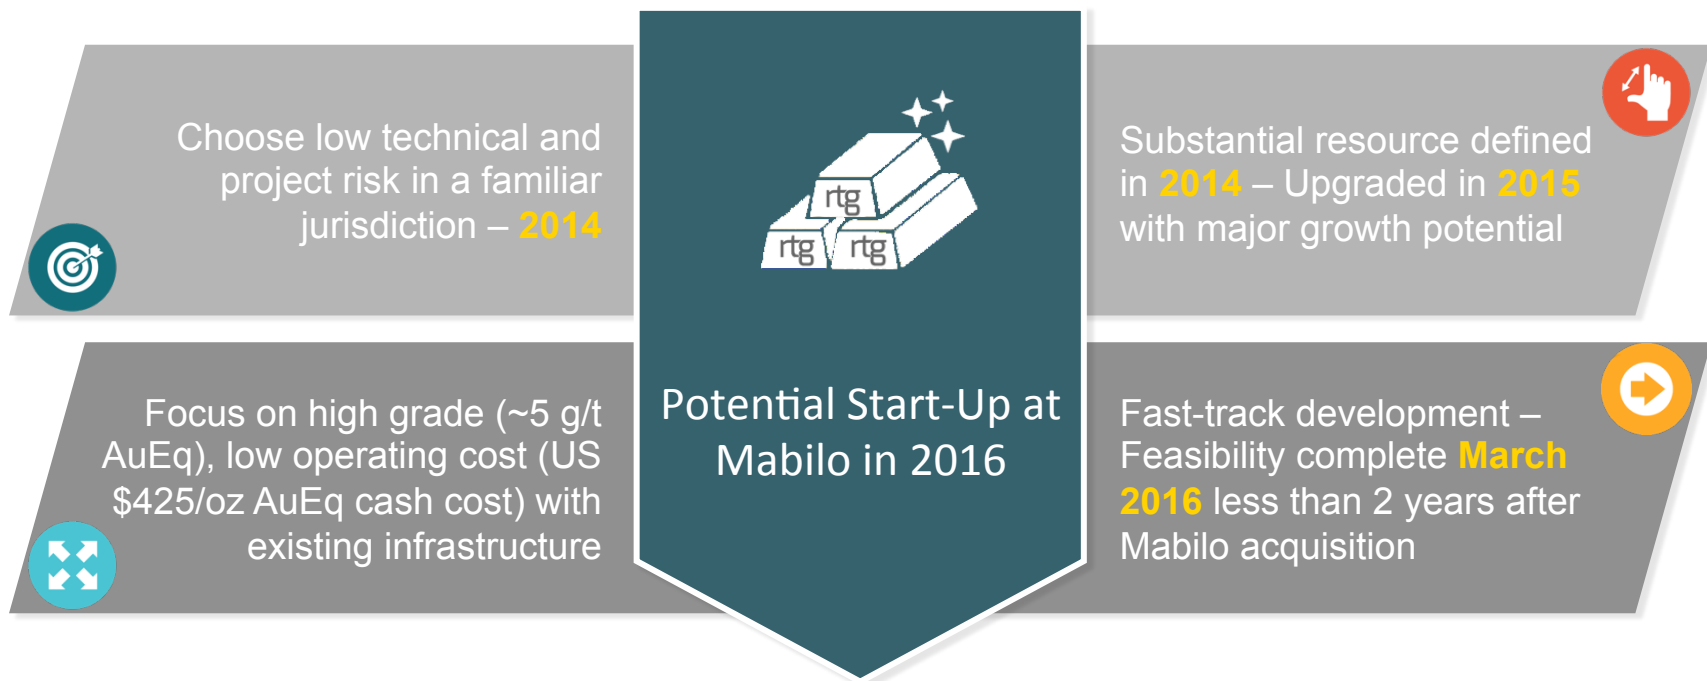 Choose low technical and
project risk in a familiar
jurisdiction – 2014
Focus on high grade (~5 g/t
AuEq), low operating cost (US
$425/oz AuEq cash cost) with
existing infrastructure
rtg
rtg rtg
Potential Start-Up at
Mabilo in 2016
Substantial resource defined
in 2014 – Upgraded in 2015
with major growth potential
Fast-track development –
Feasibility complete March
2016 less than 2 years after
Mabilo acquisition